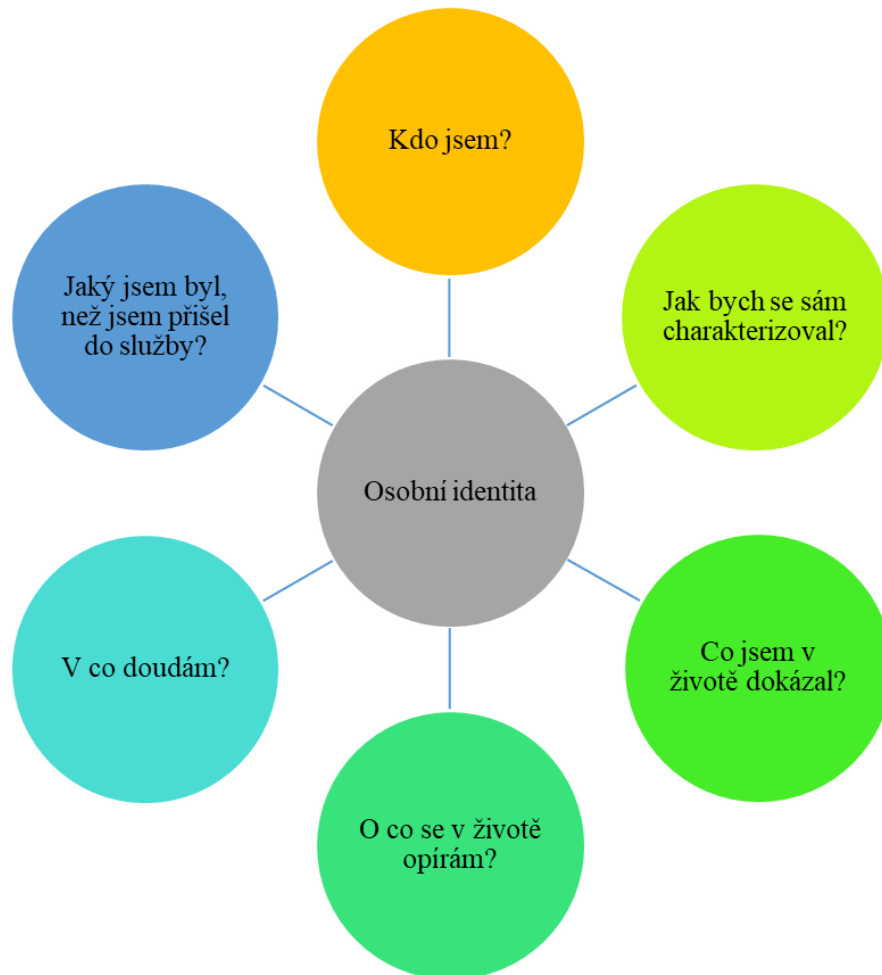 Kdo jsem?
Jaký jsem byl,
než jsem přišel
do služby?
Jak bych se sám
charakterizoval?
Osobní identita
V co doudám?
Co jsem v
životě dokázal?
O co se v životě
opírám?